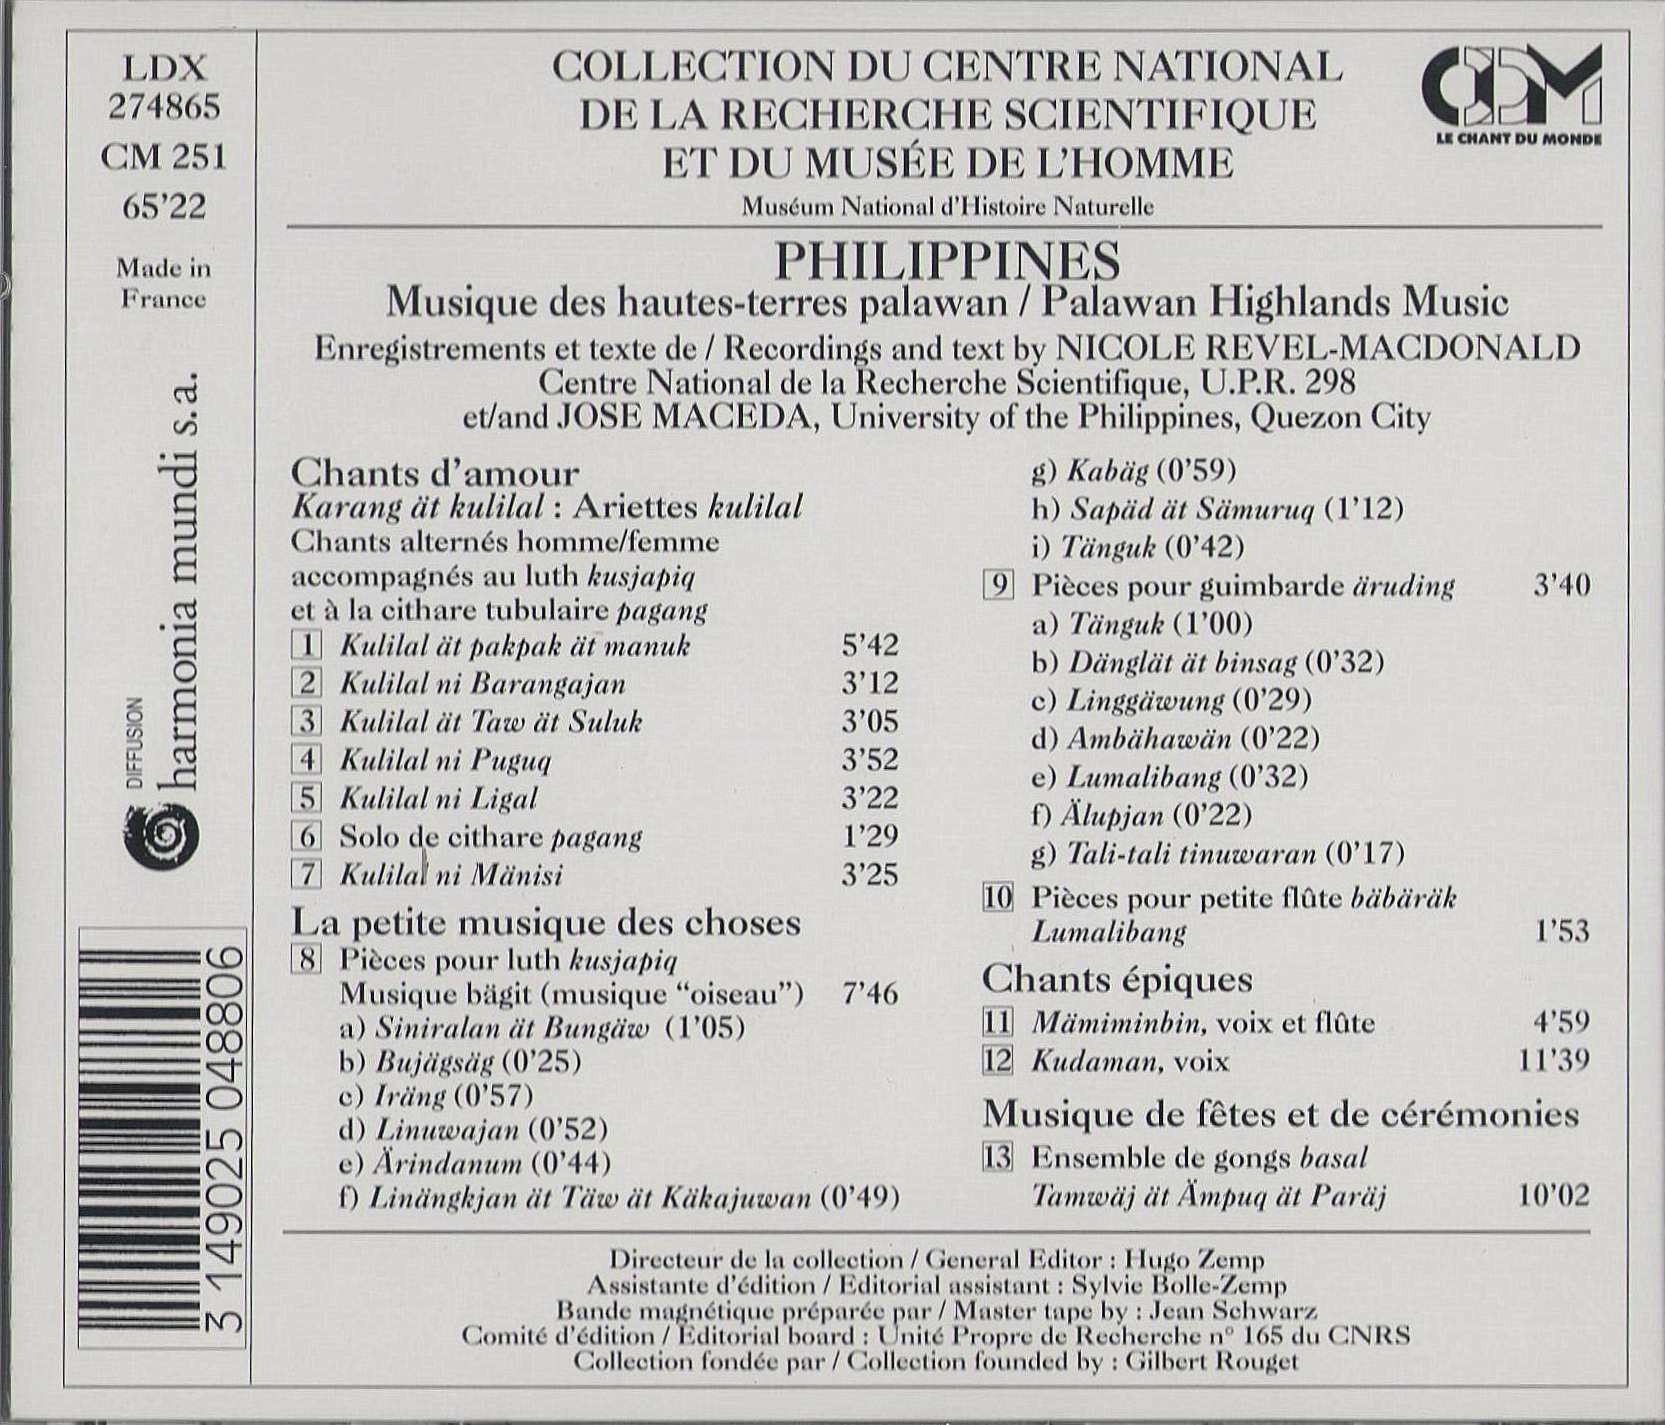 LDX
274865
CM 251
65'22
Made in
France
DIFFUSION
harmonia mundi s.a.
3 149025 048806
COLLECTION DU CENTRE NATIONAL
DE LA RECHERCHE SCIENTIFIQUE
ET DU MUSÉE DE L'HOMME
Muséum National d'Histoire Naturelle
CDM
LE CHANT DU MONDE
PHILIPPINES
Musique des hautes-terres palawan / Palawan Highlands Music
Enregistrements et texte de / Recordings and text by NICOLE REVEL-MACDONALD
Centre National de la Recherche Scientifique, U.P.R. 298
et/and JOSE MACEDA, University of the Philippines, Quezon City
Chants d'amour
Karang ät kulilal : Ariettes kulilal
Chants alternés homme/femme
accompagnés au luth kusjapiq
et à la cithare tubulaire pagang
1 Kulilal ät pakpak ät manuk 5'42
2 Kulilal ni Barangajan 3'12
3 Kulilal ät Taw ät Suluk 3'05
4 Kulilal ni Puguq 3'52
5 Kulilal ni Ligal 3'22
6 Solo de cithare pagang 1'29
7 Kulilal ni Mänisi 3'25
La petite musique des choses
8 Pièces pour luth kusjapiq
Musique bägit (musique “oiseau”) 7'46
a) Siniralan ät Bungäw (1'05)
b) Bujägsäg (0'25)
c) Iräng (0'57)
d) Linuwajan (0'52)
e) Ärindanum (0'44)
f) Linängkjan ät Täw ät Käkajuwan (0'49)
g) Kabäg (0'59)
h) Sapäd ät Sämuruq (1'12)
i) Tänguk (0'42)
9 Pièces pour guimbarde äruding 3'40
a) Tänguk (1'00)
b) Dänglät ät binsag (0'32)
c) Linggäwung (0'29)
d) Ambähawän (0'22)
e) Lumalibang (0'32)
f) Älupjan (0'22)
g) Tali-tali tinuwaran (0'17)
10 Pièces pour petite flûte bäbäräk
Lumalibang 1'53
Chants épiques
11 Mämiminbin, voix et flûte 4'59
12 Kudaman, voix 11'39
Musique de fêtes et de cérémonies
13 Ensemble de gongs basal
Tamwäj ät Ämpuq ät Paräj 10'02
Directeur de la collection / General Editor : Hugo Zemp
Assistante d'édition / Editorial assistant : Sylvie Bolle-Zemp
Bande magnétique préparée par / Master tape by : Jean Schwarz
Comité d'édition / Editorial board : Unité Propre de Recherche n° 165 du CNRS
Collection fondée par / Collection founded by : Gilbert Rouget